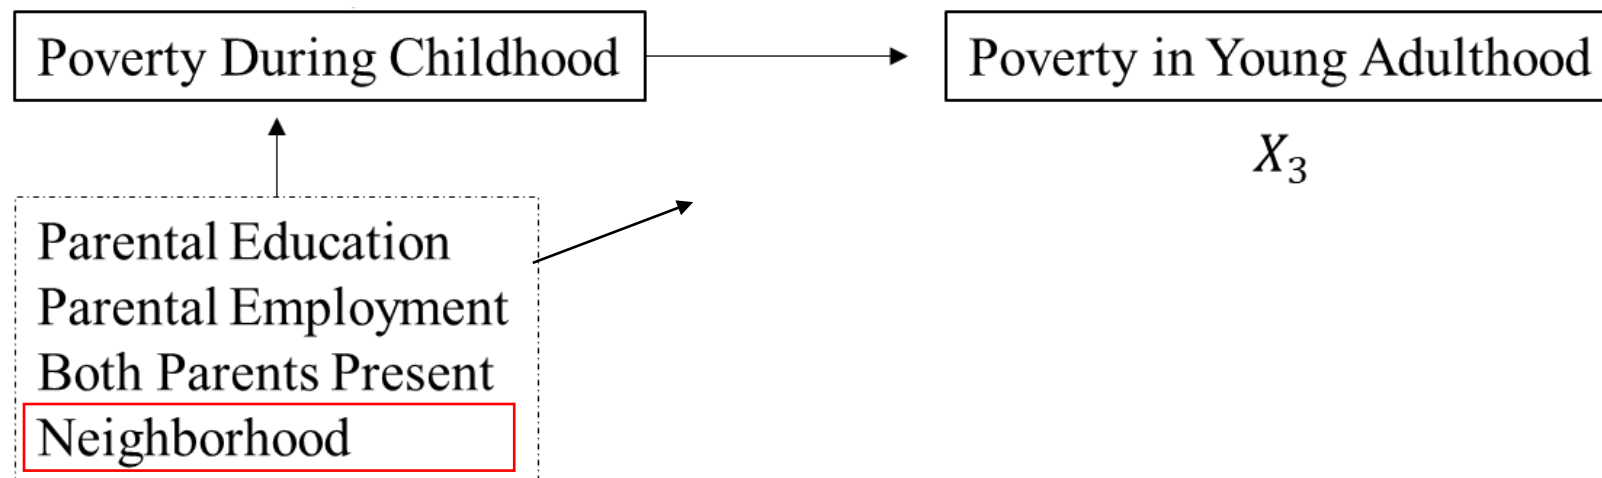 Poverty During Childhood
Poverty in Young Adulthood
X₃
Parental Education
Parental Employment
Both Parents Present
Neighborhood